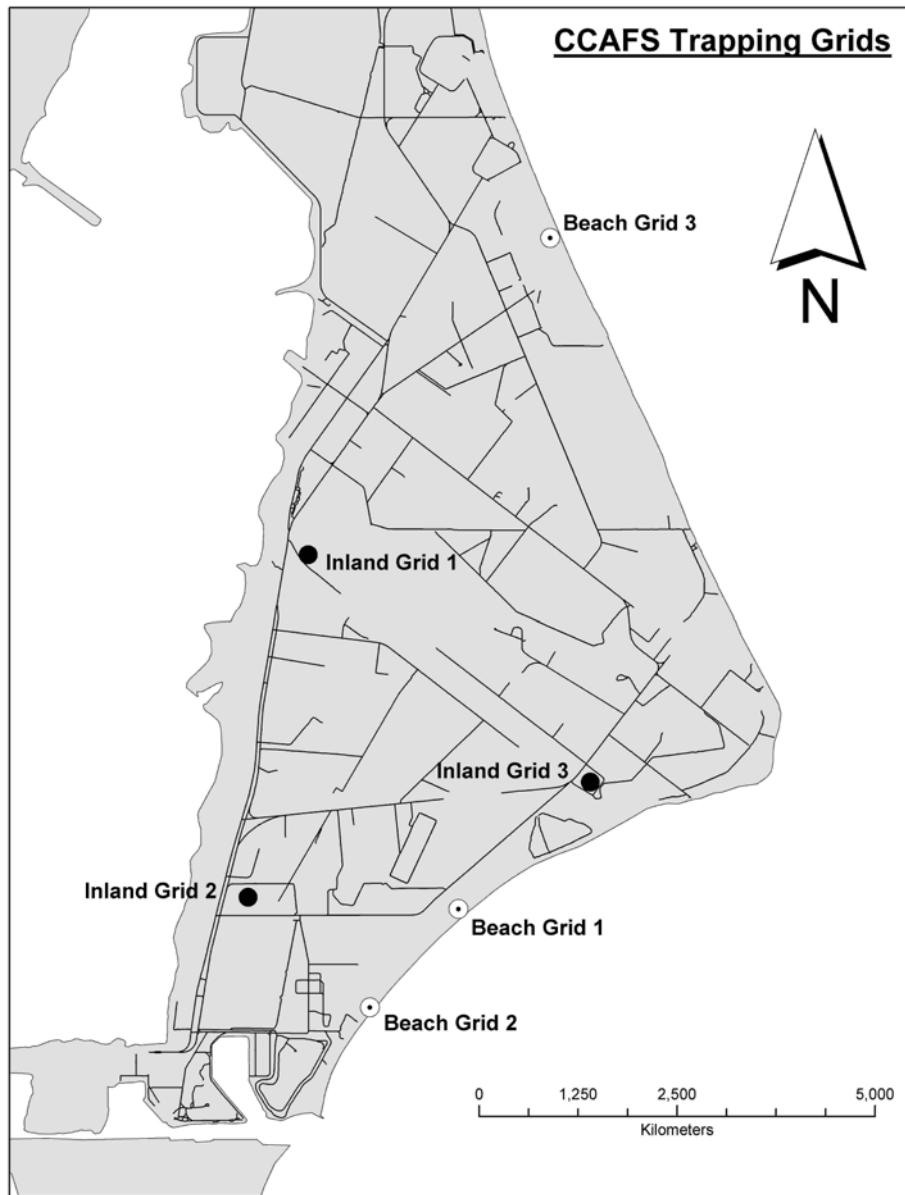 CCAFS Trapping Grids
Beach Grid 3
N
Inland Grid 1
Inland Grid 3
Inland Grid 2
Beach Grid 1
Beach Grid 2
0 1,250 2,500 5,000
Kilometers